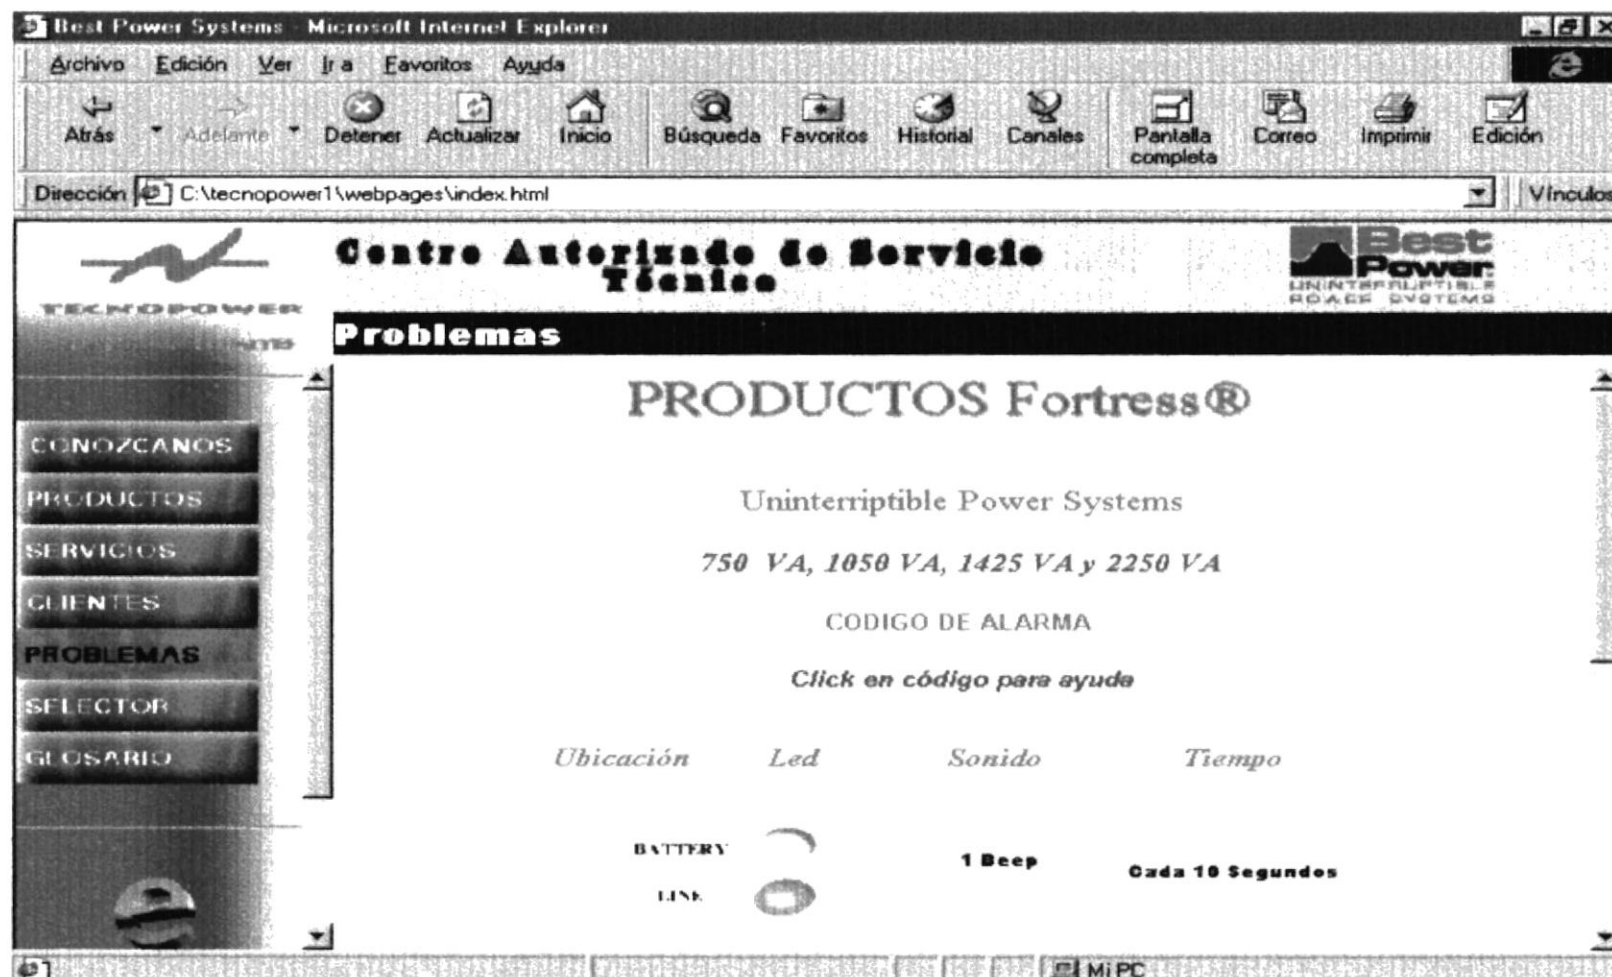 Best Power Systems - Microsoft Internet Explorer
Archivo Edición Ver Ir a Favoritos Ayuda
Atrás Adelante Detener Actualizar Inicio Búsqueda Favoritos Historial Canales Pantalla completa Correo Imprimir Edición
Dirección C:\tecnopower1\webpages\index.html Vínculos
Centro Autorizado de Servicio
Técnico
Best
Power
UNINTERRUPTIBLE
POWER SYSTEMS
TECNOPOWER
Problemas
PRODUCTOS Fortress®
CONOZCANOS
PRODUCTOS
SERVICIOS
CLIENTES
PROBLEMAS
SELECTOR
GLOSARIO
Uninterriptible Power Systems
750 VA, 1050 VA, 1425 VA y 2250 VA
CODIGO DE ALARMA
Click en código para ayuda
Ubicación Led Sonido Tiempo
BATTERY
LINE
1 Beep
Cada 10 Segundos
Mi PC